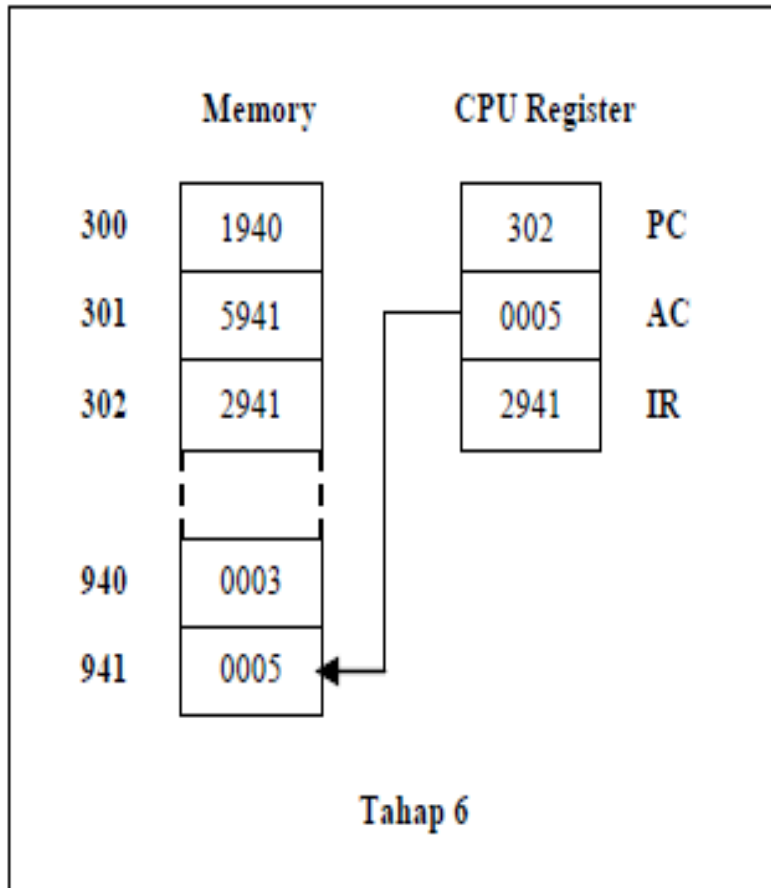 Memory CPU Register
300 1940 302 PC
301 5941 0005 AC
302 2941 2941 IR
940 0003
941 0005
Tahap 6